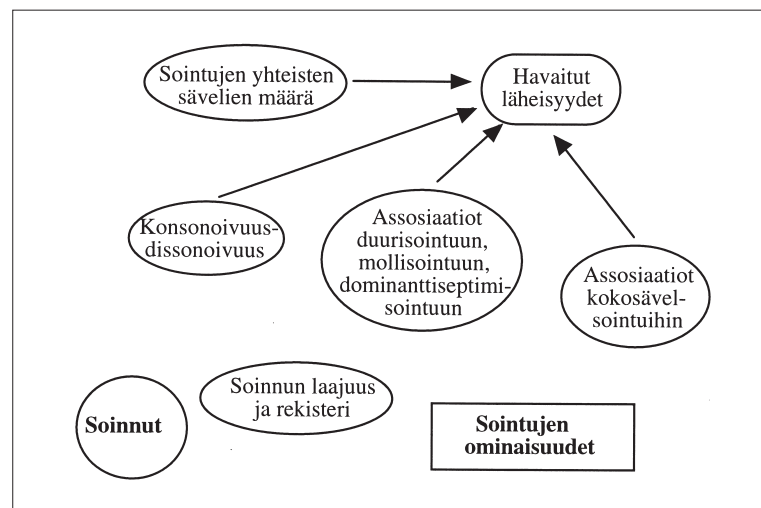 Sointujen yhteisten
sävelien määrä
Havaitut
läheisyydet
Konsonoivuus-
dissonoivuus
Assosiaatiot
duurisointuun,
mollisointuun,
dominanttiseptimi-
sointuun
Assosiaatiot
kokosävel-
sointuihin
Soinnun laajuus
ja rekisteri
Soinnut
Sointujen
ominaisuudet